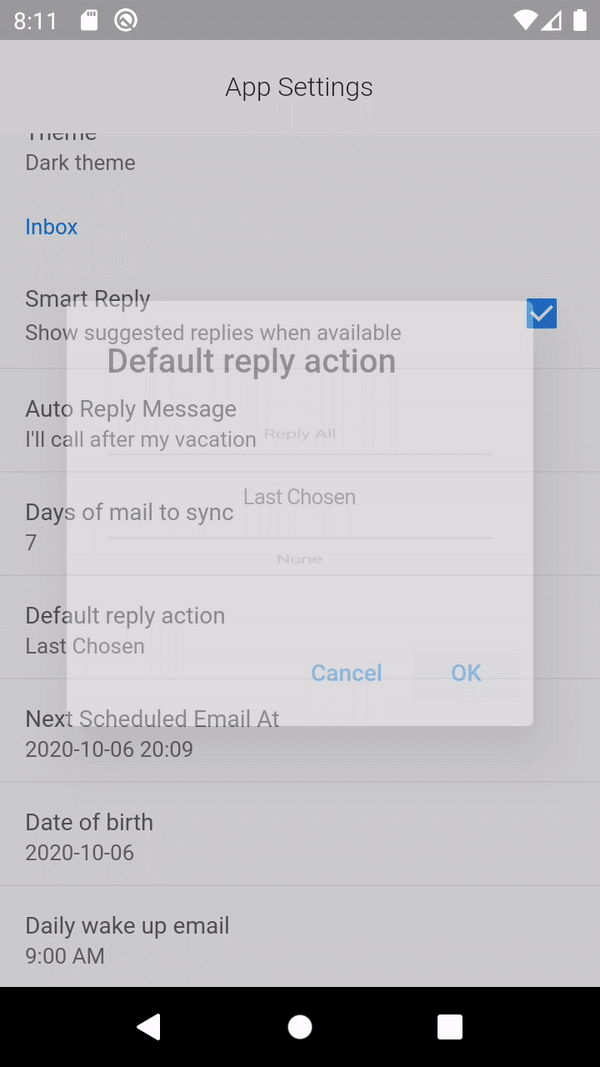 8:11
App Settings
Theme
Dark theme
Inbox
Smart Reply
Show suggested replies when available
Default reply action
Auto Reply Message
I'll call after my vacation
Reply All
Last Chosen
Days of mail to sync
7
None
Default reply action
Last Chosen
Cancel OK
Next Scheduled Email At
2020-10-06 20:09
Date of birth
2020-10-06
Daily wake up email
9:00 AM